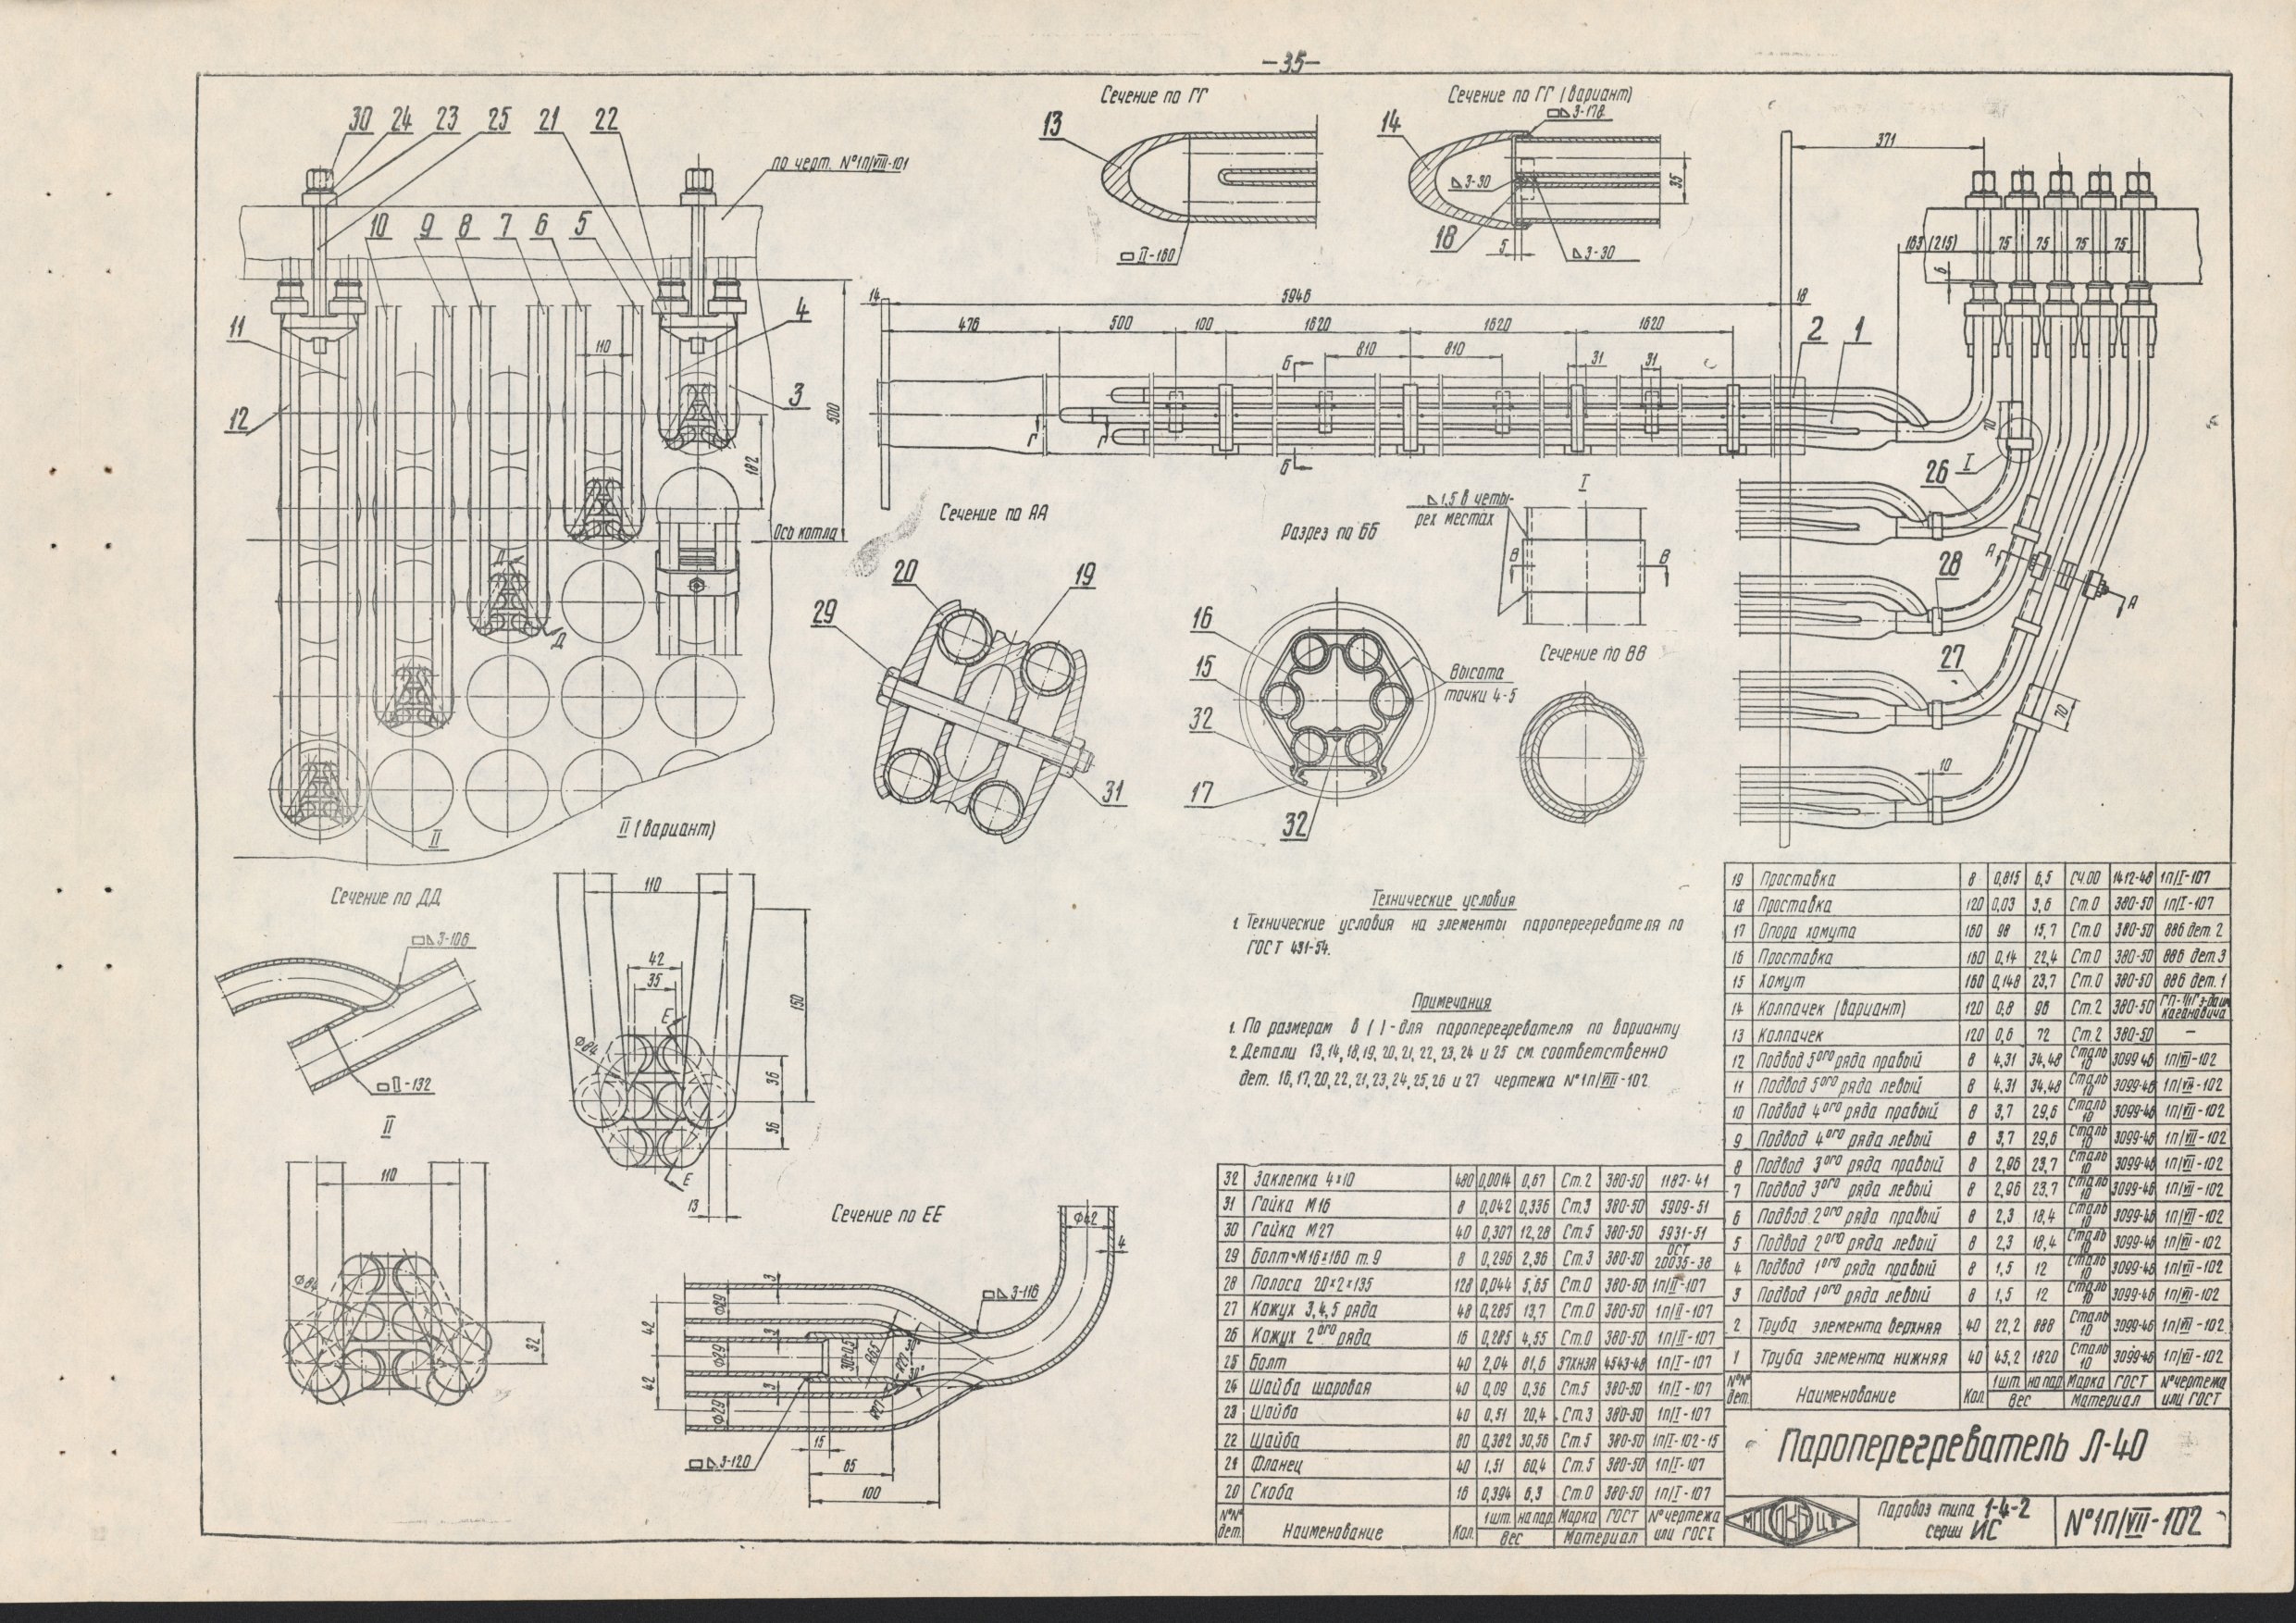 —35—
30 24 23 25 21 22
по черт. №1П/VIII-101
10 9 8 7 6 5
11
12
4
3
110
182
500
Ось котла
Д
Д
II
Сечение по ГГ
13
II-160
Сечение по ГГ (вариант)
3-178
14
3-30
18
5
3-30
35
371
163 (215) 75 75 75 75
6
14 5946 18
476 500 100 1620 1620 1620
810 810 31 31
Б
Б
Г Г
2 1
70
I
26
28
27
А
А
70
10
Сечение по АА
20 19
29
31
Разрез по ББ
16
15
32
17
32
Высота
точки 4-5
I
1,5 в четы-
рех местах
В В
Сечение по ВВ
Сечение по ДД
3-106
II-132
II
110
Ф84
32
II (вариант)
110
42
35
Е
Ф84
150
36
36
Е
13
Сечение по ЕЕ
Ф42
4
3-116
3
Ф29
42
3
Ф29
42
3
Ф29
30±0,5
R65
R27
30°
30°
R27
3-120
15
65
100
Технические условия
1. Технические условия на элементы пароперегревателя по
ГОСТ 491-54.
Примечания
1. По размерам в ( ) - для пароперегревателя по варианту
2. Детали 13, 14, 18, 19, 20, 21, 22, 23, 24 и 25 см. соответственно
дет. 16, 17, 20, 22, 21, 23, 24, 25, 26 и 27 чертежа №1П/VIII-102
32 Заклепка 4×10 480 0,0014 0,67 Ст.2 380-50 1187-41
31 Гайка М16 8 0,042 0,336 Ст.3 380-50 5909-51
30 Гайка М27 40 0,307 12,28 Ст.5 380-50 5931-51
29 Болт М16×160 т.9 8 0,296 2,36 Ст.3 380-50 ОСТ 20035-38
28 Полоса 20×2×135 128 0,044 5,65 Ст.0 380-50 1П/II-107
27 Кожух 3,4,5 ряда 48 0,285 13,7 Ст.0 380-50 1П/II-107
26 Кожух 2ого ряда 16 0,285 4,55 Ст.0 380-50 1П/II-107
25 Болт 40 2,04 81,6 37ХН3А 4543-48 1П/I-107
24 Шайба шаровая 40 0,09 0,36 Ст.5 380-50 1П/I-107
23 Шайба 40 0,51 20,4 Ст.3 380-50 1П/I-107
22 Шайба 80 0,382 30,56 Ст.5 380-50 1П/I-102-15
21 Фланец 40 1,51 60,4 Ст.5 380-50 1П/I-107
20 Скоба 16 0,394 6,3 Ст.0 380-50 1П/I-107
№№ дет. Наименование Кол. 1шт. на пар. Вес Марка ГОСТ Материал № чертежа или ГОСТ
19 Проставка 8 0,815 6,5 СЧ.00 1412-48 1П/I-107
18 Проставка 120 0,03 3,6 Ст.0 380-50 1П/I-107
17 Опора хомута 160 98 15,7 Ст.0 380-50 886 дет. 2
16 Проставка 160 0,14 22,4 Ст.0 380-50 886 дет. 3
15 Хомут 160 0,148 23,7 Ст.0 380-50 886 дет. 1
14 Колпачек (вариант) 120 0,8 96 Ст.2 380-50 Кагановича
13 Колпачек 120 0,6 72 Ст.2 380-50 —
12 Подвод 5ого ряда правый 8 4,31 34,48 Сталь 10 3099-46 1П/VII-102
11 Подвод 5ого ряда левый 8 4,31 34,48 Сталь 10 3099-46 1П/VII-102
10 Подвод 4ого ряда правый 8 3,7 29,6 Сталь 10 3099-46 1П/VII-102
9 Подвод 4ого ряда левый 8 3,7 29,6 Сталь 10 3099-46 1П/VII-102
8 Подвод 3ого ряда правый 8 2,96 23,7 Сталь 10 3099-46 1П/VII-102
7 Подвод 3ого ряда левый 8 2,96 23,7 Сталь 10 3099-46 1П/VII-102
6 Подвод 2ого ряда правый 8 2,3 18,4 Сталь 10 3099-46 1П/VII-102
5 Подвод 2ого ряда левый 8 2,3 18,4 Сталь 10 3099-46 1П/VII-102
4 Подвод 1ого ряда правый 8 1,5 12 Сталь 10 3099-46 1П/VII-102
3 Подвод 1ого ряда левый 8 1,5 12 Сталь 10 3099-46 1П/VII-102
2 Труба элемента верхняя 40 22,2 888 Сталь 10 3099-46 1П/VII-102
1 Труба элемента нижняя 40 45,2 1820 Сталь 10 3099-46 1П/VII-102
№№ дет. Наименование Кол. 1шт. на пар. Вес Марка ГОСТ Материал № чертежа или ГОСТ
Пароперегреватель Л-40
МПС ПКБ ЦТ
Паровоз типа 1-4-2
серии ИС
№1П/VII-102